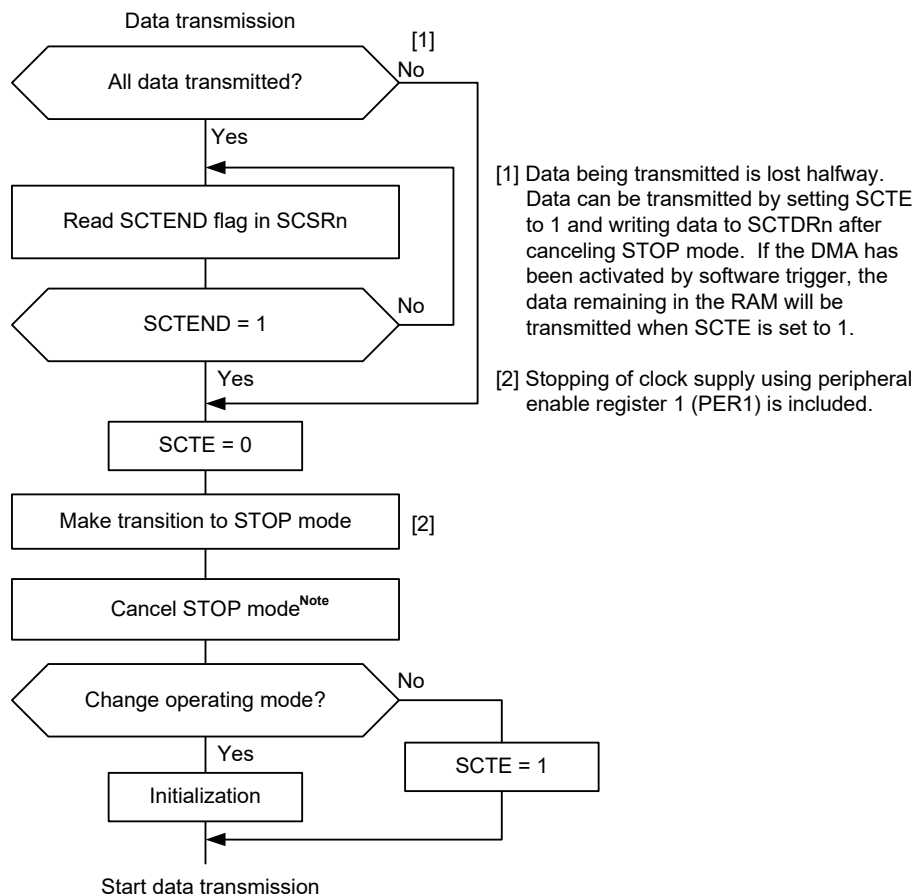 Data transmission
[1]
All data transmitted?
No
Yes
Read SCTEND flag in SCSRn
SCTEND = 1
No
Yes
SCTE = 0
Make transition to STOP mode
[2]
Cancel STOP modeNote
Change operating mode?
No
Yes
SCTE = 1
Initialization
Start data transmission
[1] Data being transmitted is lost halfway.
Data can be transmitted by setting SCTE
to 1 and writing data to SCTDRn after
canceling STOP mode. If the DMA has
been activated by software trigger, the
data remaining in the RAM will be
transmitted when SCTE is set to 1.
[2] Stopping of clock supply using peripheral
enable register 1 (PER1) is included.